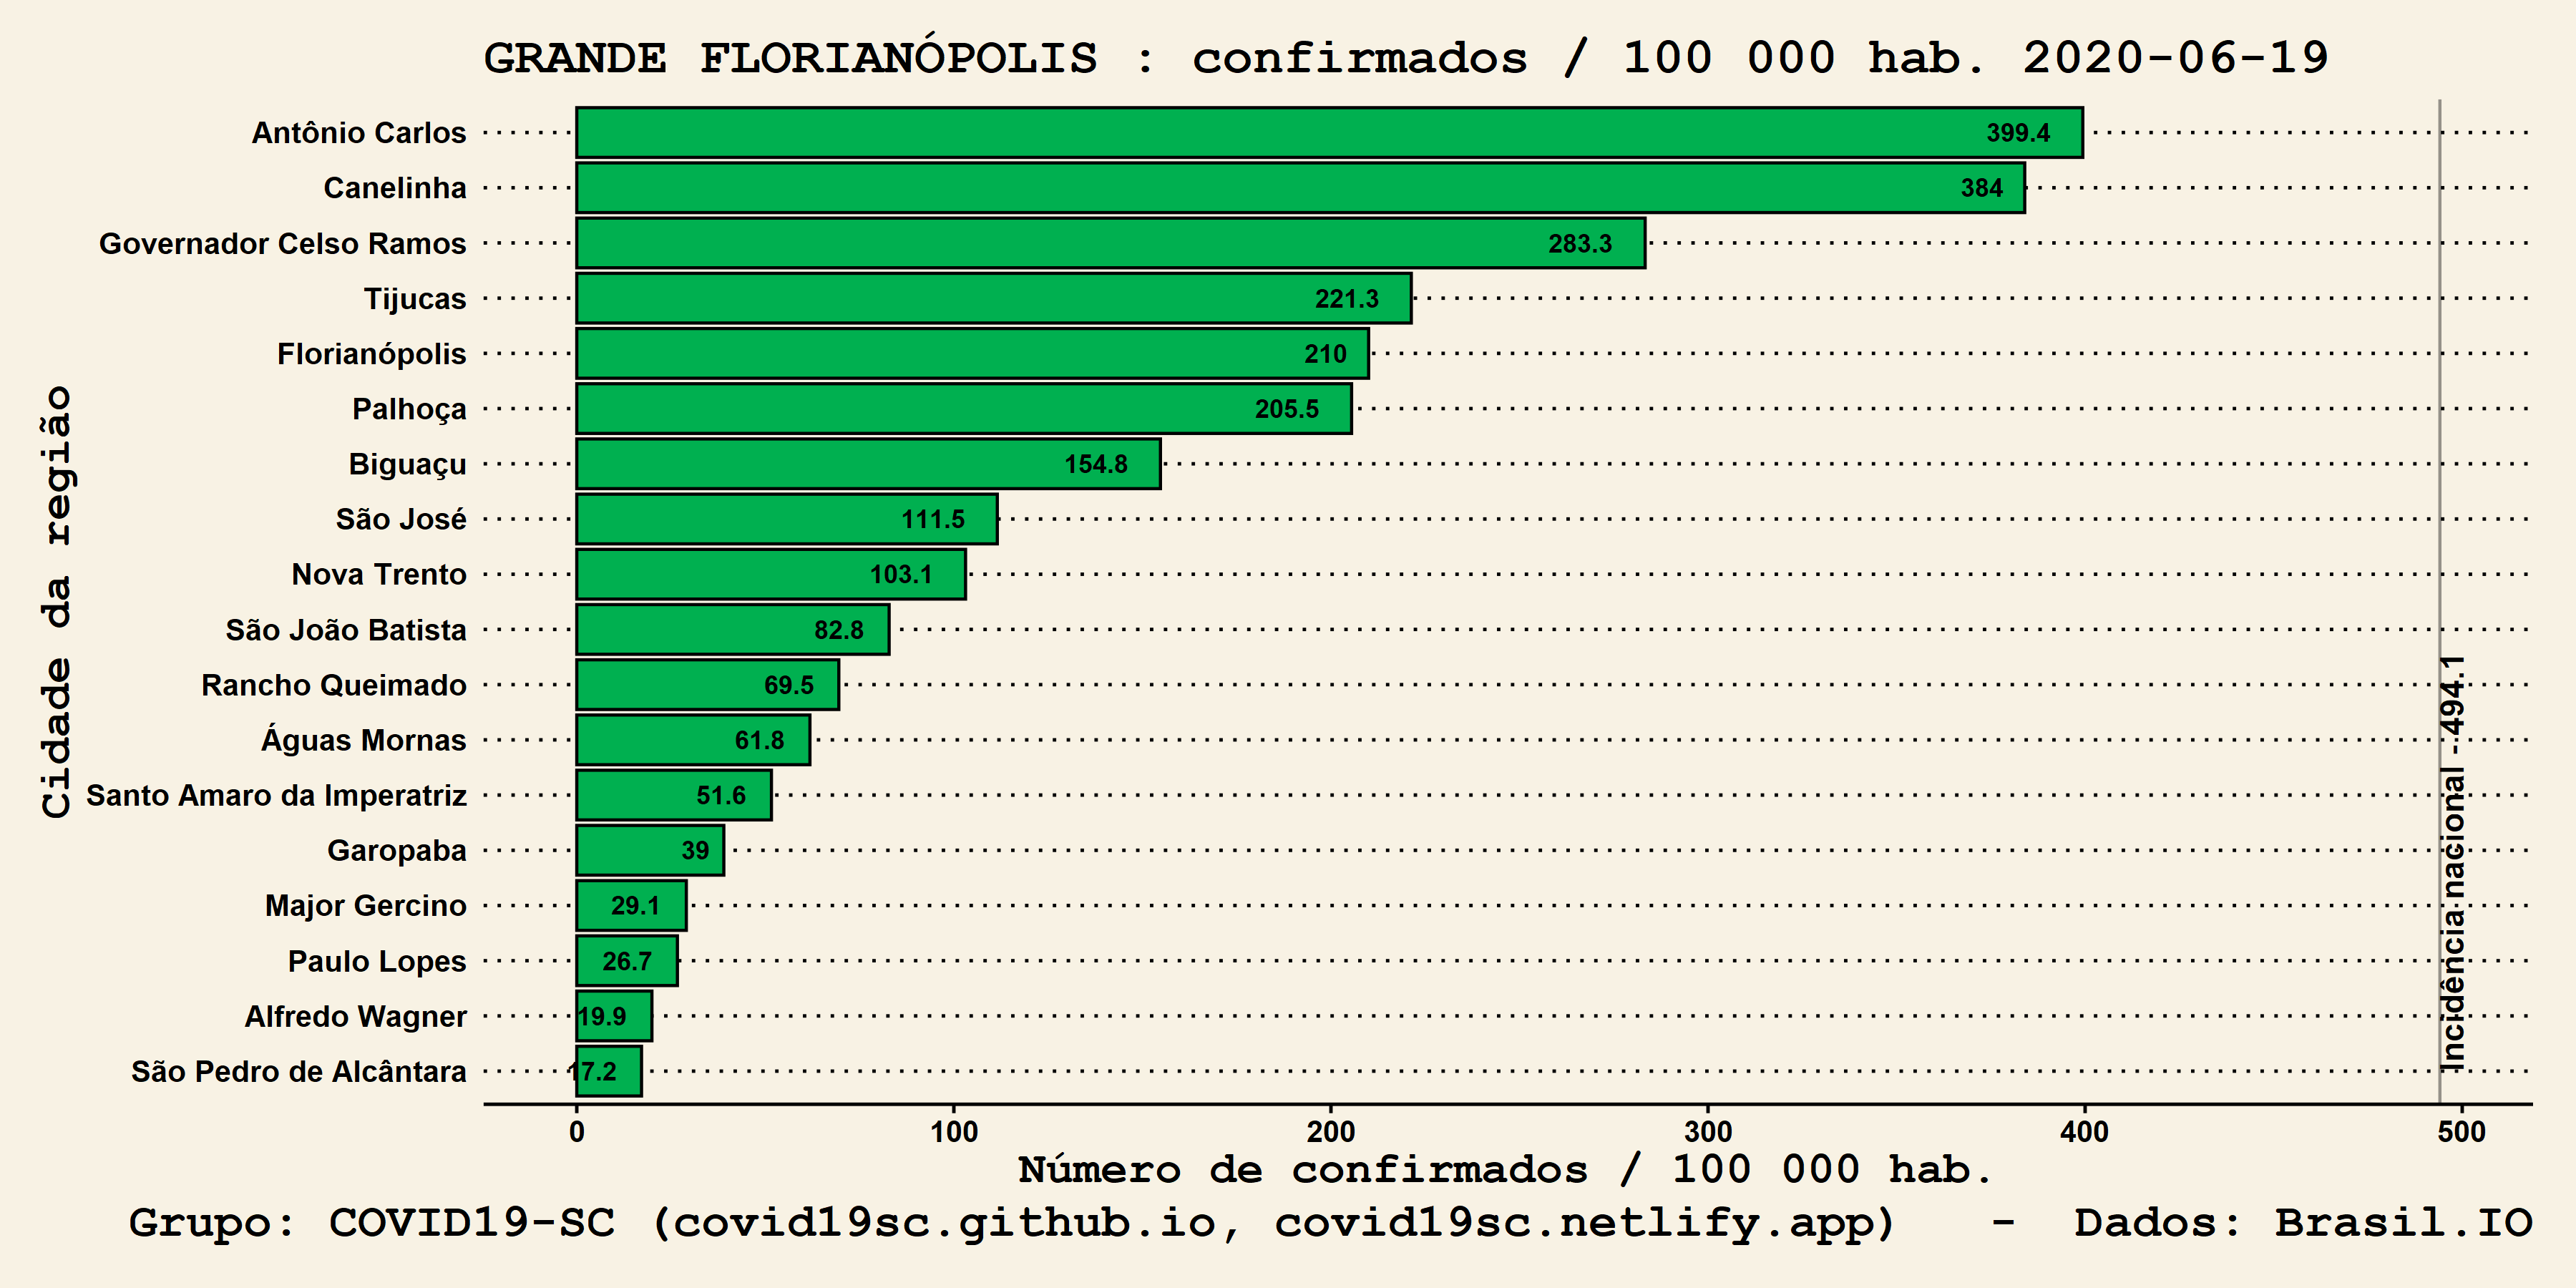 GRANDE FLORIANÓPOLIS : confirmados / 100 000 hab. 2020-06-19
Cidade da região
Antônio Carlos 399.4
Canelinha 384
Governador Celso Ramos 283.3
Tijucas 221.3
Florianópolis 210
Palhoça 205.5
Biguaçu 154.8
São José 111.5
Nova Trento 103.1
São João Batista 82.8
Rancho Queimado 69.5
Águas Mornas 61.8
Santo Amaro da Imperatriz 51.6
Garopaba 39
Major Gercino 29.1
Paulo Lopes 26.7
Alfredo Wagner 19.9
São Pedro de Alcântara 17.2
Incidência nacional - 494.1
0 100 200 300 400 500
Número de confirmados / 100 000 hab.
Grupo: COVID19-SC (covid19sc.github.io, covid19sc.netlify.app) - Dados: Brasil.IO